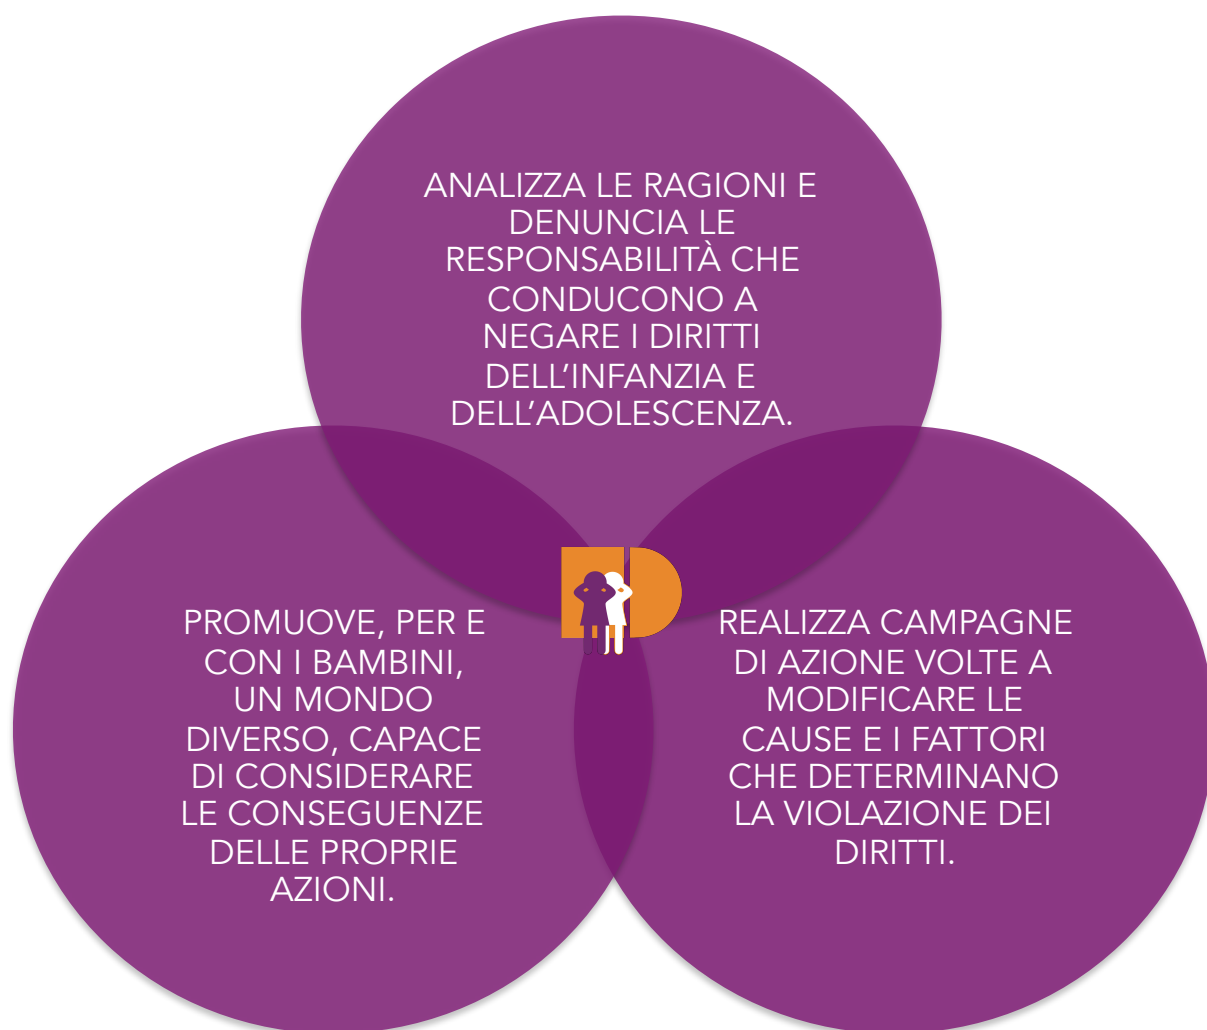 ANALIZZA LE RAGIONI E
DENUNCIA LE
RESPONSABILITÀ CHE
CONDUCONO A
NEGARE I DIRITTI
DELL’INFANZIA E
DELL’ADOLESCENZA.
PROMUOVE, PER E
CON I BAMBINI,
UN MONDO
DIVERSO, CAPACE
DI CONSIDERARE
LE CONSEGUENZE
DELLE PROPRIE
AZIONI.
REALIZZA CAMPAGNE
DI AZIONE VOLTE A
MODIFICARE LE
CAUSE E I FATTORI
CHE DETERMINANO
LA VIOLAZIONE DEI
DIRITTI.